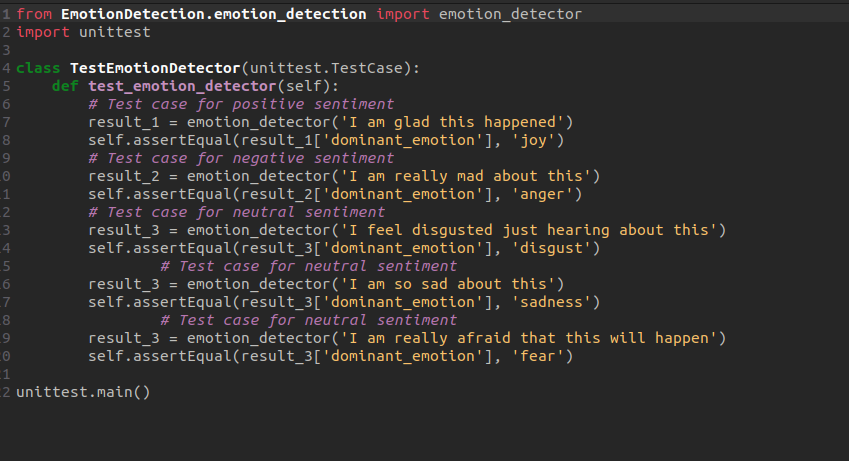 1 from EmotionDetection.emotion_detection import emotion_detector
2 import unittest
3
4 class TestEmotionDetector(unittest.TestCase):
5     def test_emotion_detector(self):
6         # Test case for positive sentiment
7         result_1 = emotion_detector('I am glad this happened')
8         self.assertEqual(result_1['dominant_emotion'], 'joy')
9         # Test case for negative sentiment
0         result_2 = emotion_detector('I am really mad about this')
1         self.assertEqual(result_2['dominant_emotion'], 'anger')
2         # Test case for neutral sentiment
3         result_3 = emotion_detector('I feel disgusted just hearing about this')
4         self.assertEqual(result_3['dominant_emotion'], 'disgust')
5                 # Test case for neutral sentiment
6         result_3 = emotion_detector('I am so sad about this')
7         self.assertEqual(result_3['dominant_emotion'], 'sadness')
8                 # Test case for neutral sentiment
9         result_3 = emotion_detector('I am really afraid that this will happen')
0         self.assertEqual(result_3['dominant_emotion'], 'fear')
1
2 unittest.main()